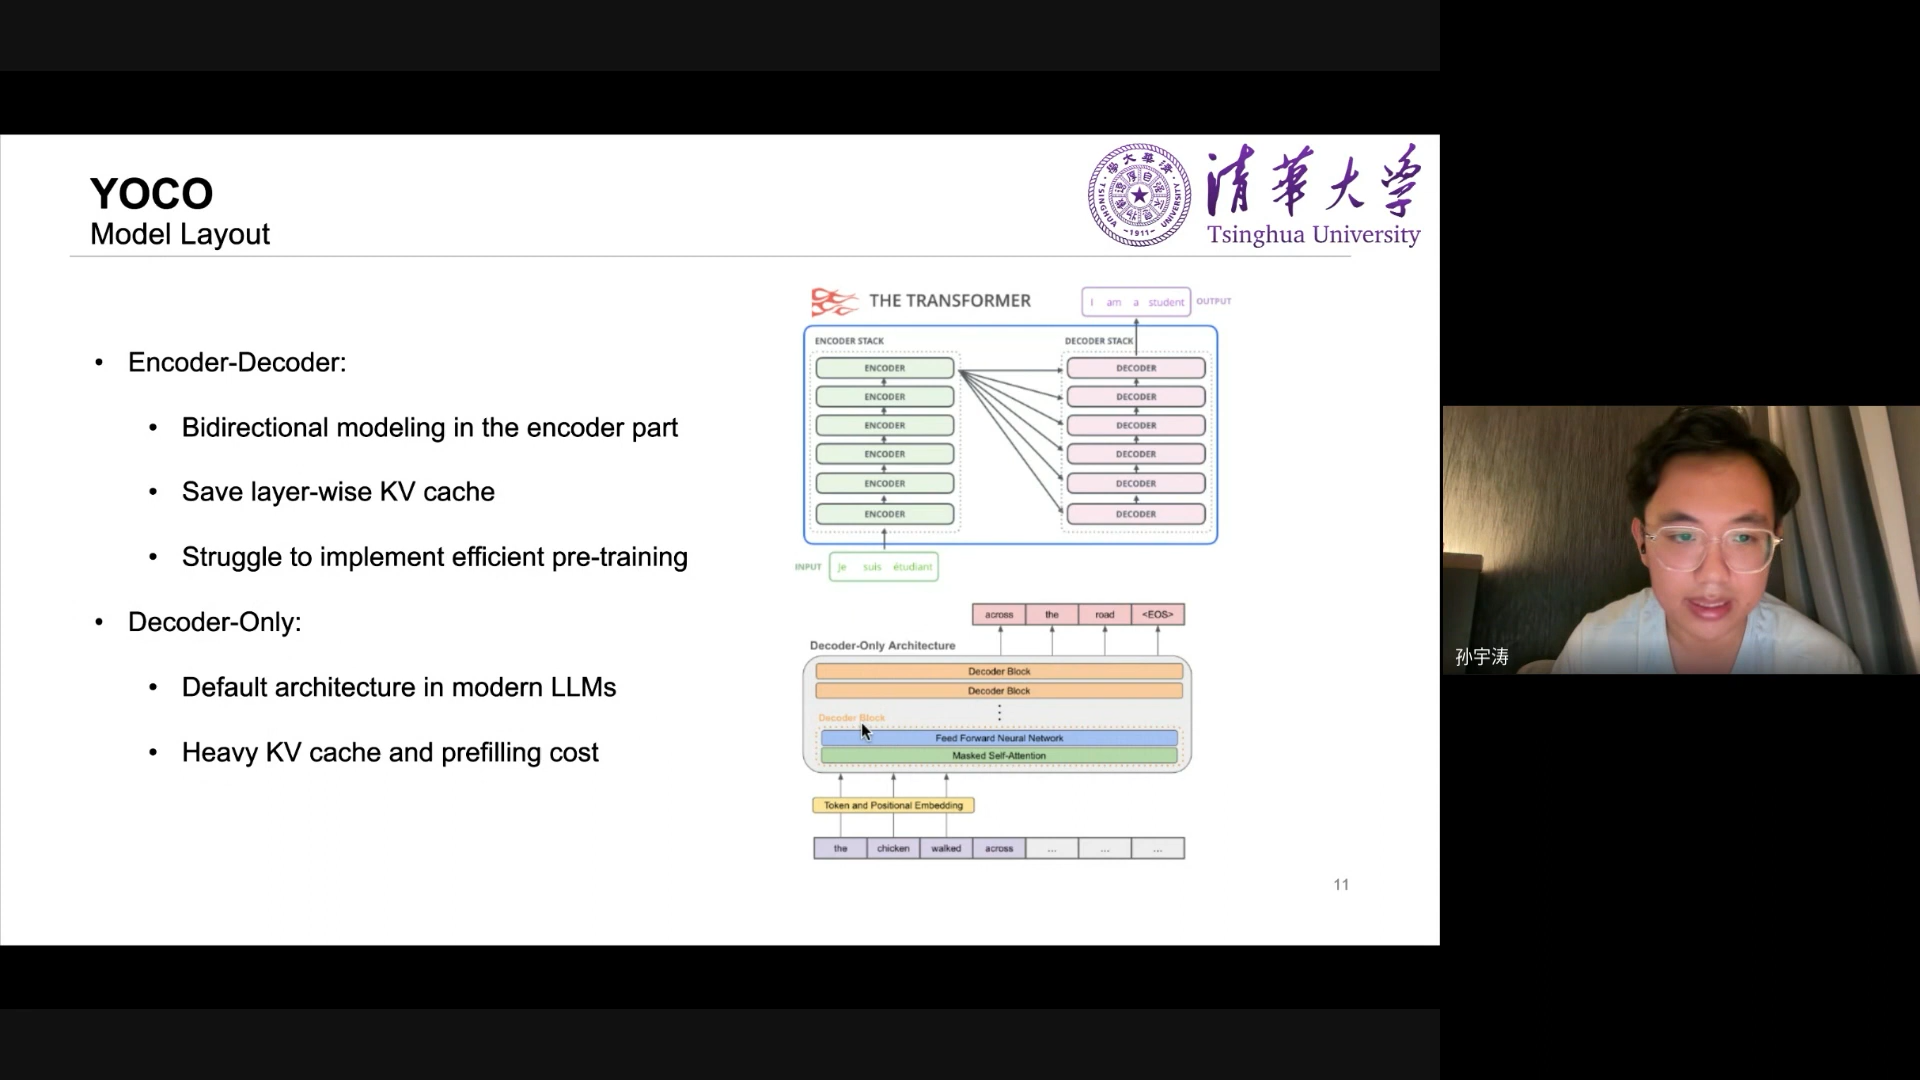 YOCO
Model Layout
清華大学
Tsinghua University
TSINGHUA UNIVERSITY
–1911–
• Encoder-Decoder:
• Bidirectional modeling in the encoder part
• Save layer-wise KV cache
• Struggle to implement efficient pre-training
• Decoder-Only:
• Default architecture in modern LLMs
• Heavy KV cache and prefilling cost
THE TRANSFORMER
I am a student OUTPUT
ENCODER STACK DECODER STACK
ENCODER DECODER
ENCODER DECODER
ENCODER DECODER
ENCODER DECODER
ENCODER DECODER
ENCODER DECODER
INPUT Je suis étudiant
across the road <EOS>
Decoder-Only Architecture
Decoder Block
Decoder Block
Decoder Block
Feed Forward Neural Network
Masked Self-Attention
Token and Positional Embedding
the chicken walked across ... ... ...
11
孙宇涛